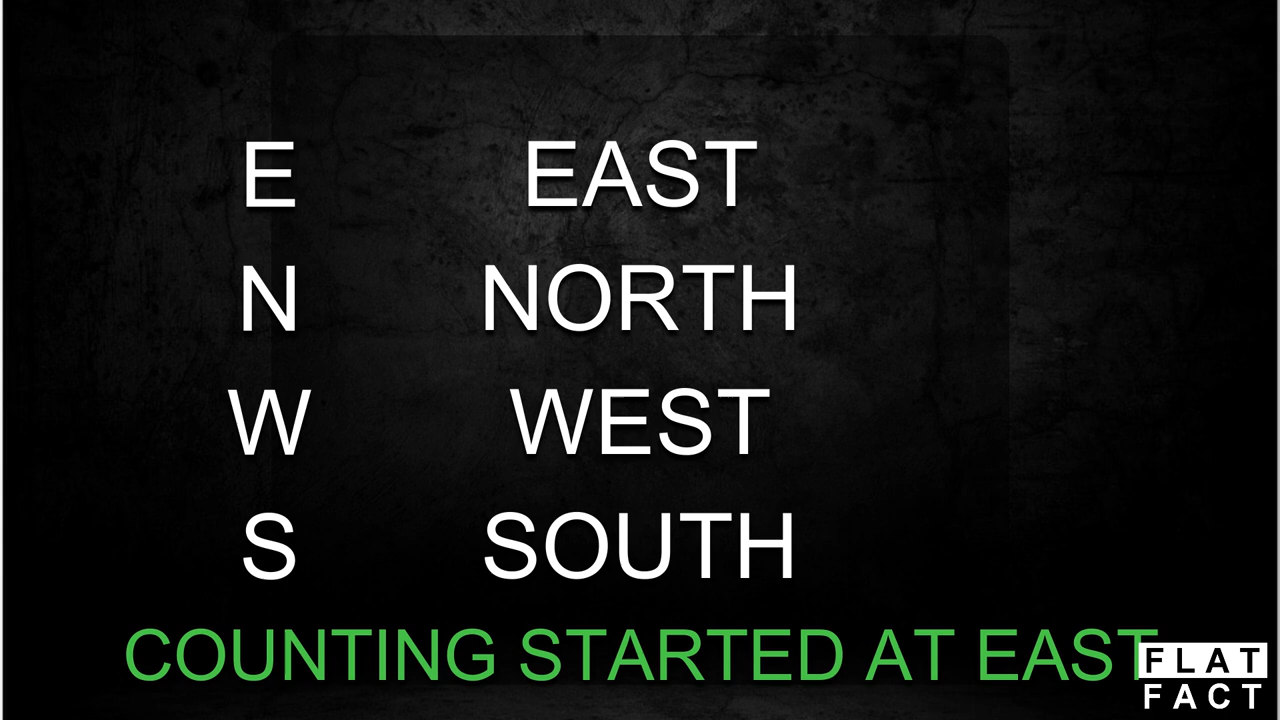 E EAST
N NORTH
W WEST
S SOUTH
COUNTING STARTED AT EAST
FLAT
FACT